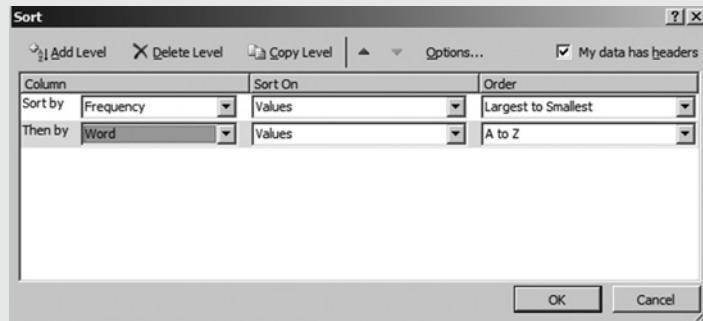 Sort
Add Level Delete Level Copy Level Options... My data has headers
Column Sort On Order
Sort by Frequency Values Largest to Smallest
Then by Word Values A to Z
OK Cancel